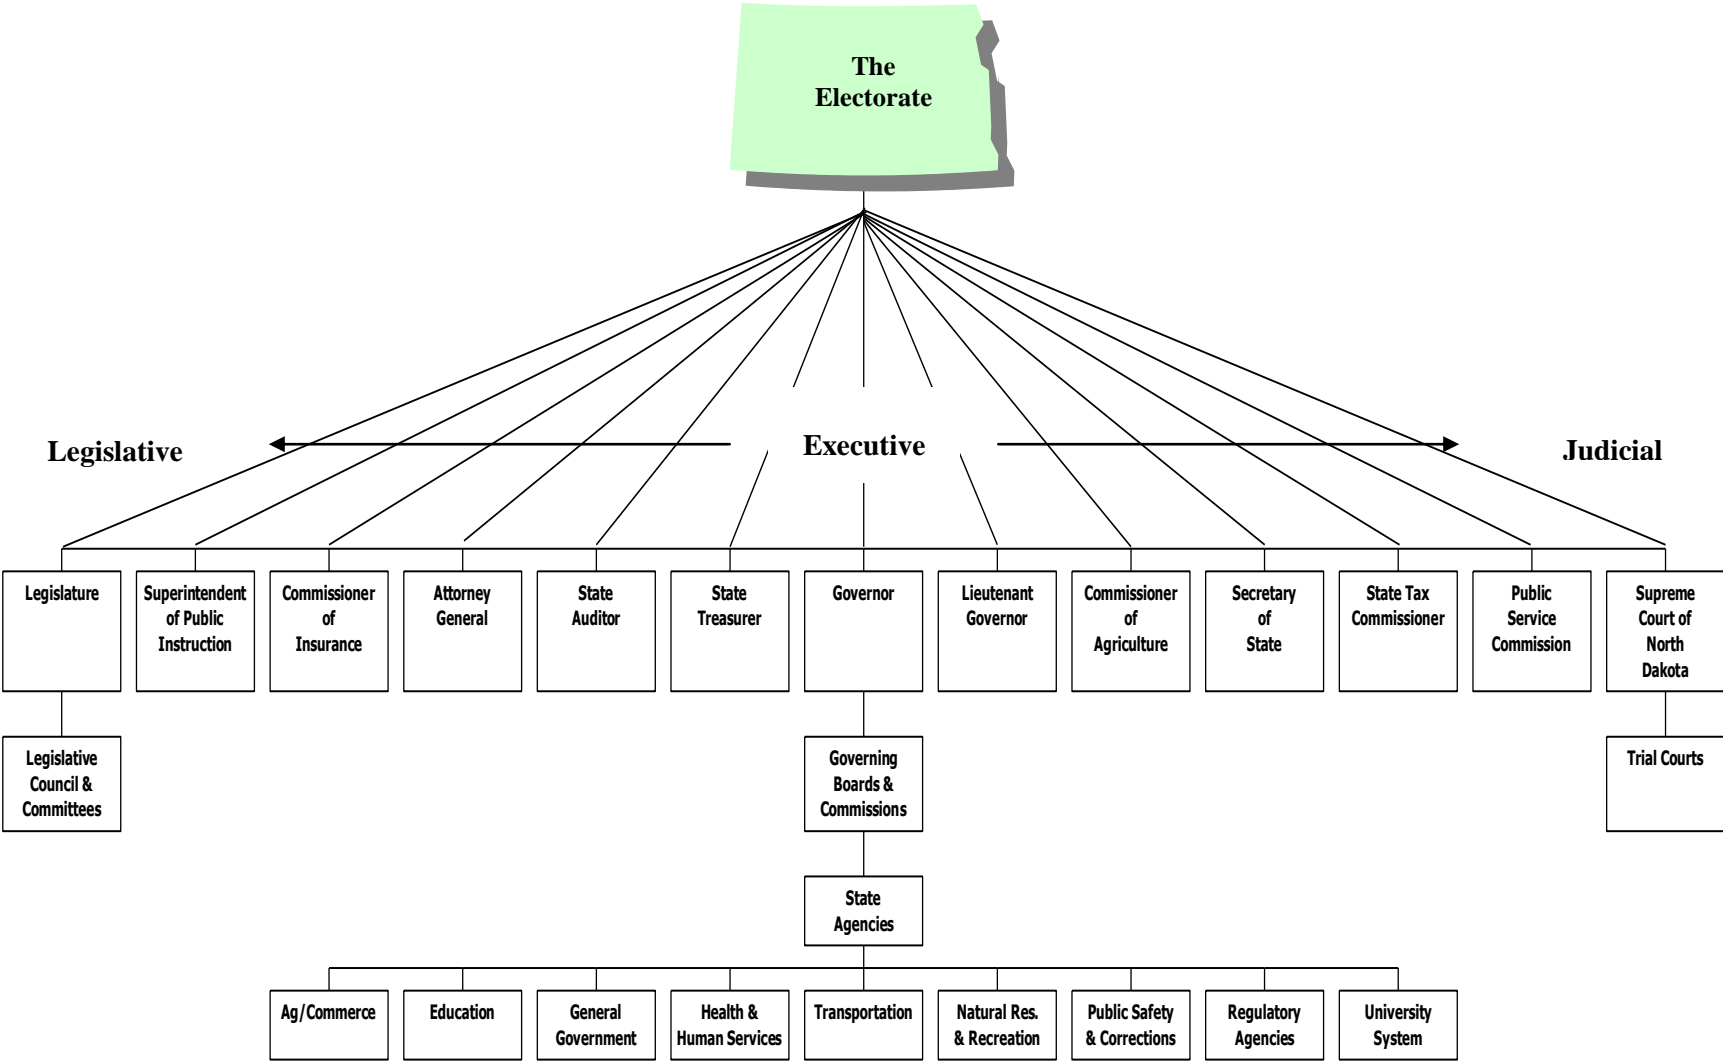 The
Electorate
Legislative
Executive
Judicial
Legislature
Superintendent
of Public
Instruction
Commissioner
of
Insurance
Attorney
General
State
Auditor
State
Treasurer
Governor
Lieutenant
Governor
Commissioner
of
Agriculture
Secretary
of
State
State Tax
Commissioner
Public
Service
Commission
Supreme
Court of
North
Dakota
Legislative
Council &
Committees
Governing
Boards &
Commissions
Trial Courts
State
Agencies
Ag/Commerce
Education
General
Government
Health &
Human Services
Transportation
Natural Res.
& Recreation
Public Safety
& Corrections
Regulatory
Agencies
University
System